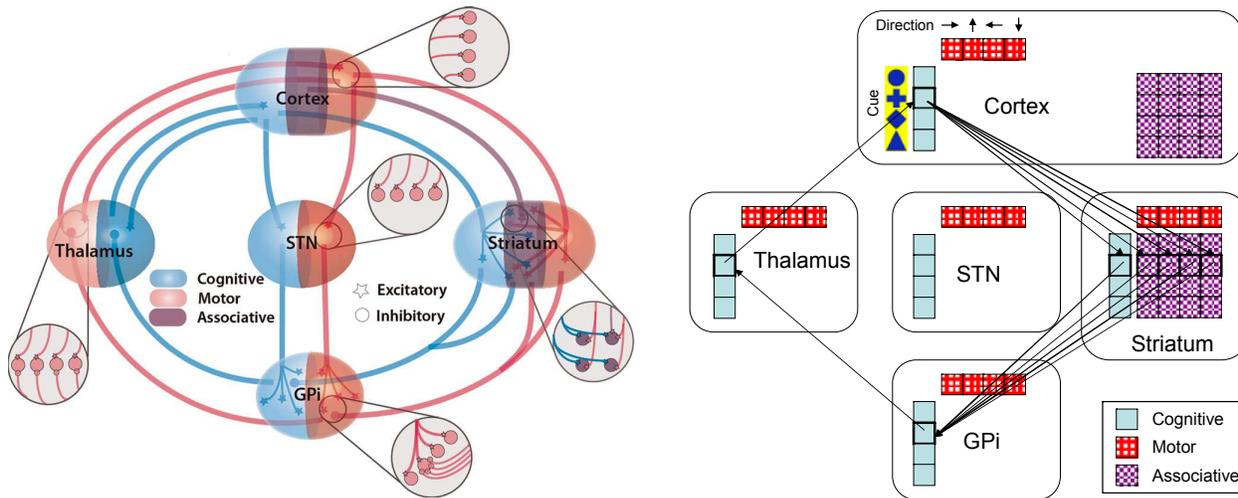 Cortex
Thalamus
STN
Striatum
Cognitive
Motor
Associative
Excitatory
Inhibitory
GPi
Direction
Cue
Cortex
Thalamus
STN
Striatum
GPi
Cognitive
Motor
Associative